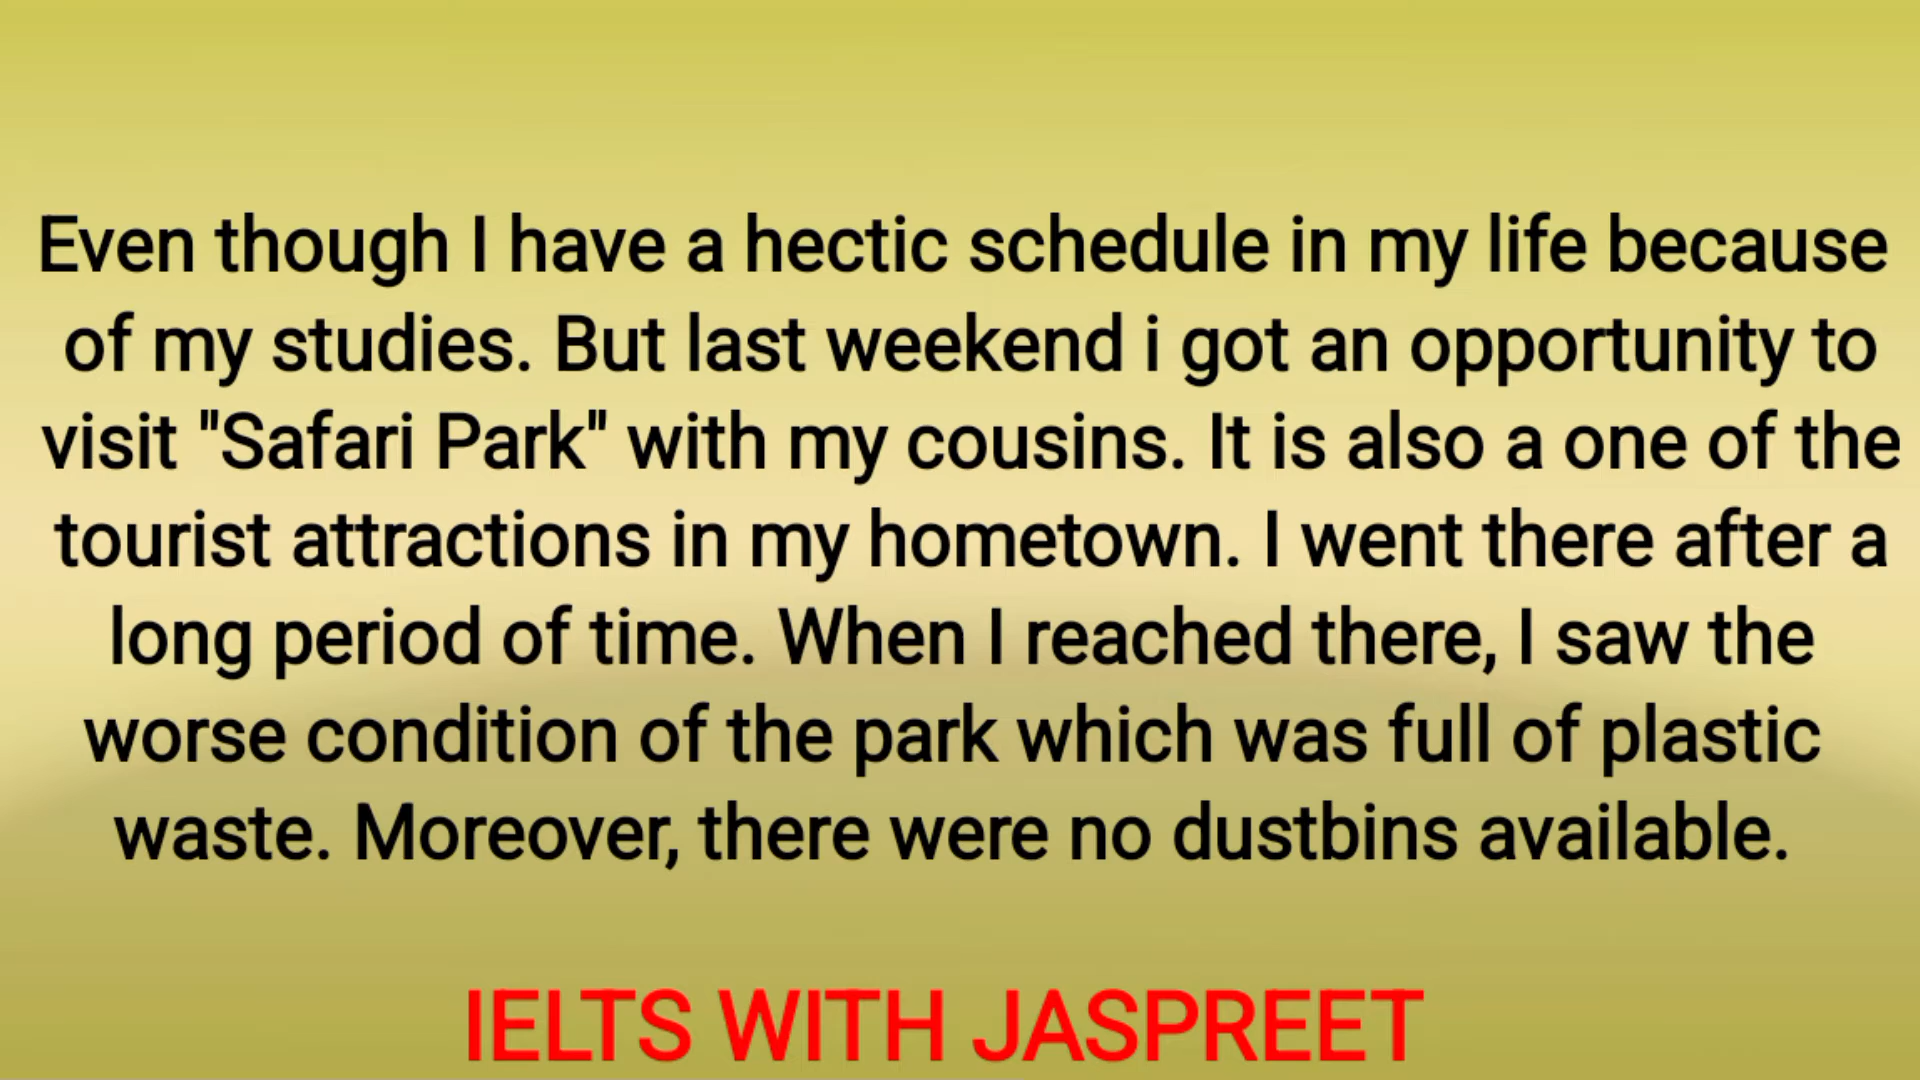 Even though I have a hectic schedule in my life because
of my studies. But last weekend i got an opportunity to
visit "Safari Park" with my cousins. It is also a one of the
tourist attractions in my hometown. I went there after a
long period of time. When I reached there, I saw the
worse condition of the park which was full of plastic
waste. Moreover, there were no dustbins available.
IELTS WITH JASPREET